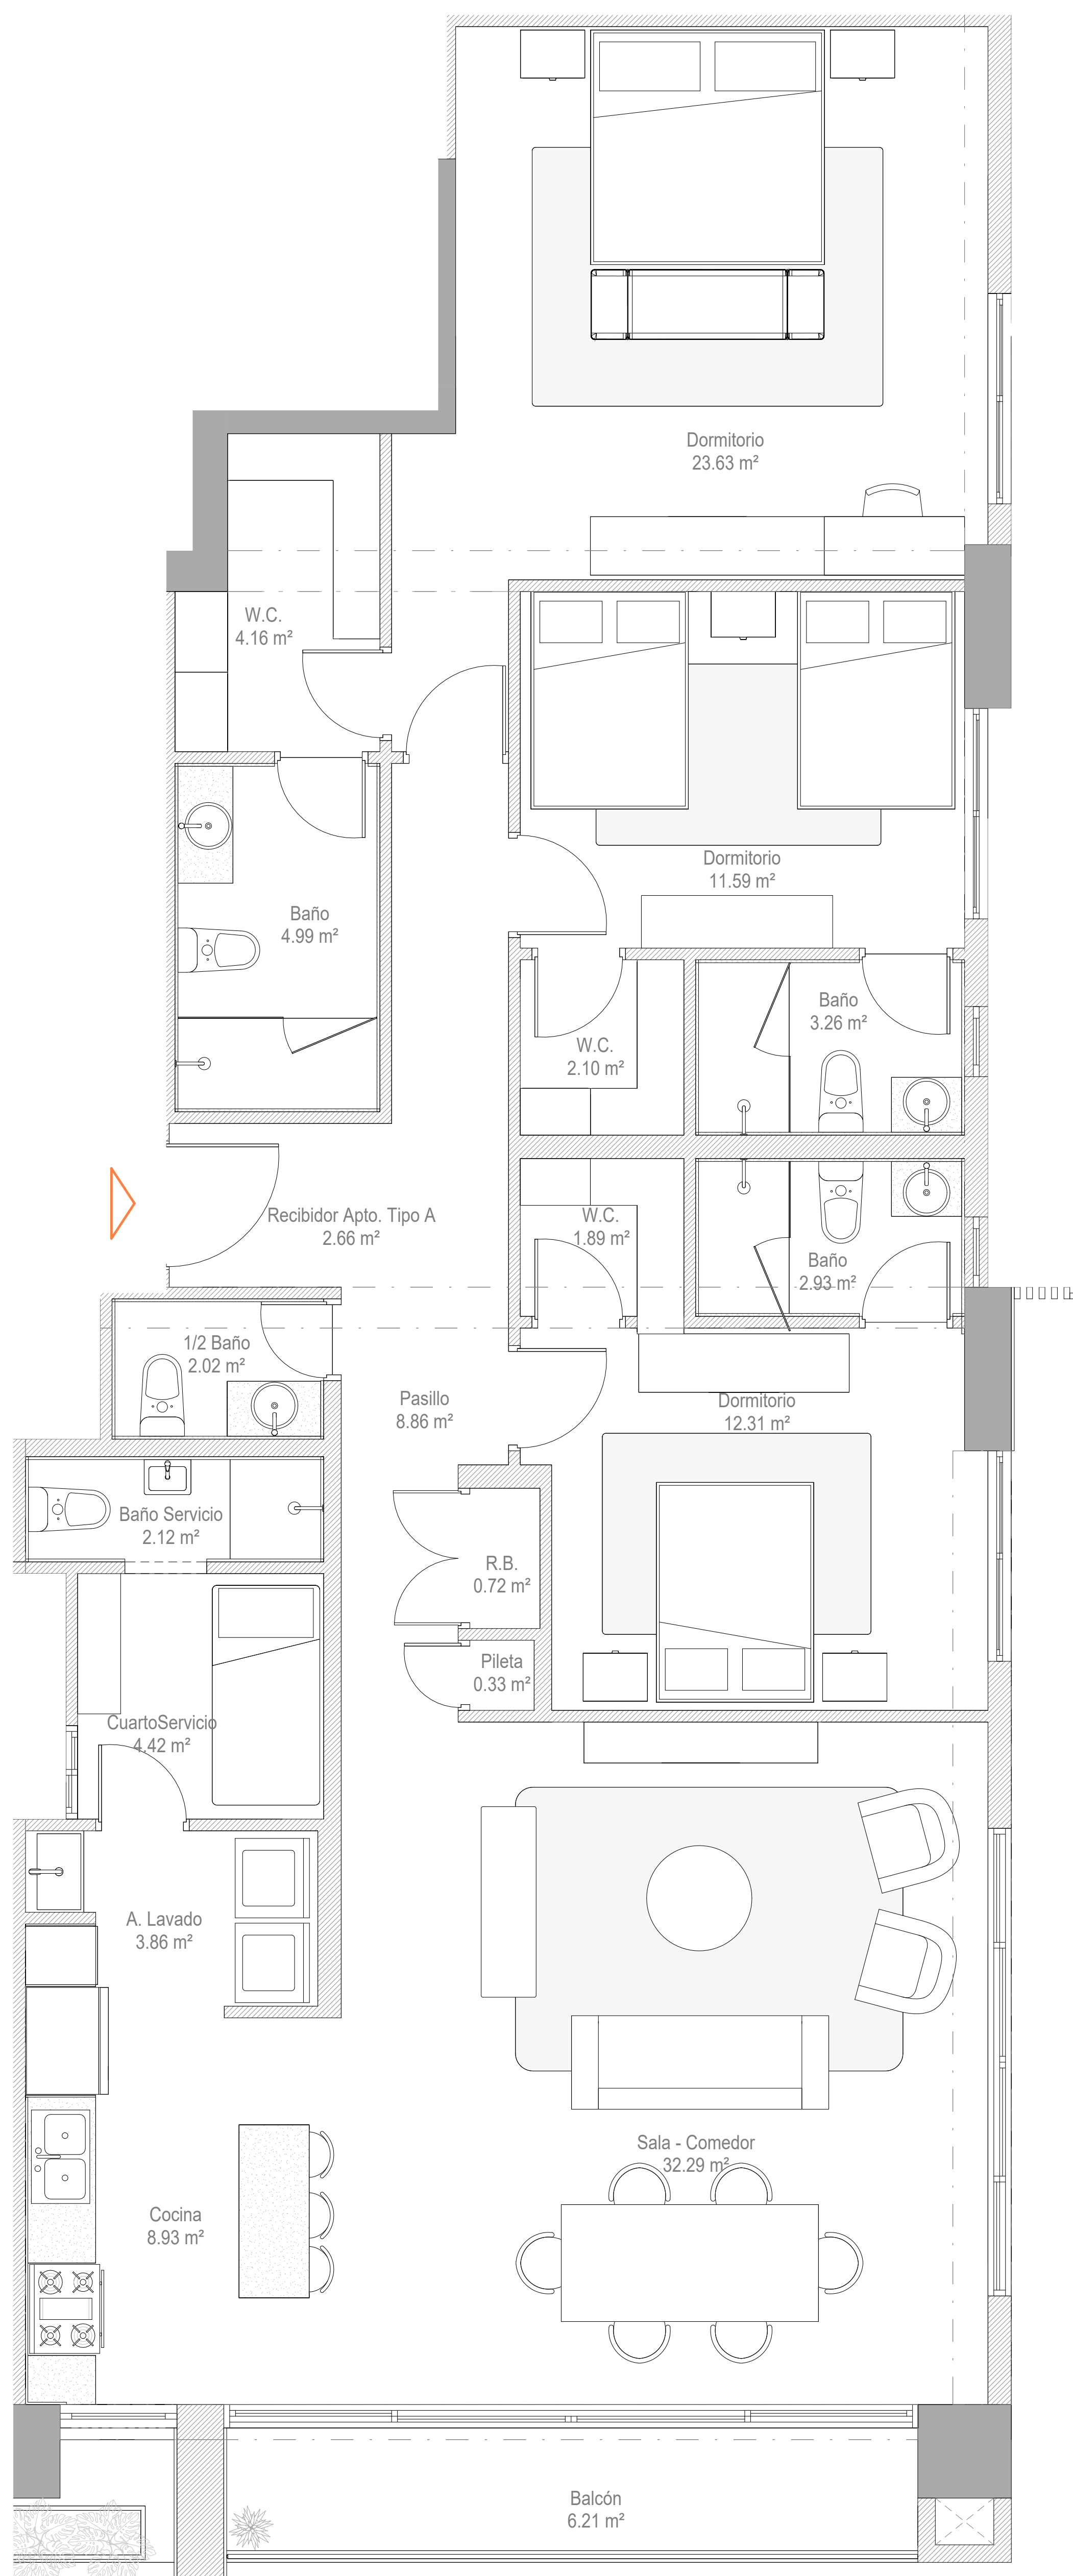 Dormitorio
23.63 m²
W.C.
4.16 m²
Dormitorio
11.59 m²
Baño
4.99 m²
Baño
3.26 m²
W.C.
2.10 m²
Recibidor Apto. Tipo A
2.66 m²
W.C.
1.89 m²
Baño
2.93 m²
1/2 Baño
2.02 m²
Pasillo
8.86 m²
Dormitorio
12.31 m²
Baño Servicio
2.12 m²
R.B.
0.72 m²
Pileta
0.33 m²
CuartoServicio
4.42 m²
A. Lavado
3.86 m²
Sala - Comedor
32.29 m²
Cocina
8.93 m²
Balcón
6.21 m²